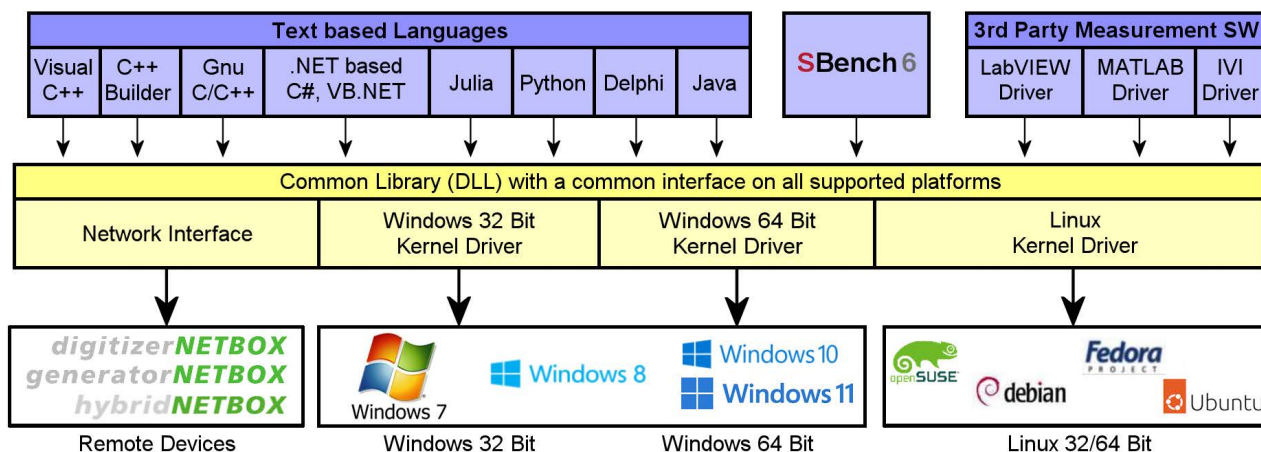 Text based Languages
Visual C++
C++ Builder
Gnu C/C++
.NET based C#, VB.NET
Julia
Python
Delphi
Java
SBench 6
3rd Party Measurement SW
LabVIEW Driver
MATLAB Driver
IVI Driver
Common Library (DLL) with a common interface on all supported platforms
Network Interface
Windows 32 Bit
Kernel Driver
Windows 64 Bit
Kernel Driver
Linux
Kernel Driver
digitizerNETBOX
generatorNETBOX
hybridNETBOX
Windows 7
Windows 8
Windows 10
Windows 11
openSUSE
debian
Fedora
PROJECT
Ubuntu
Remote Devices
Windows 32 Bit
Windows 64 Bit
Linux 32/64 Bit